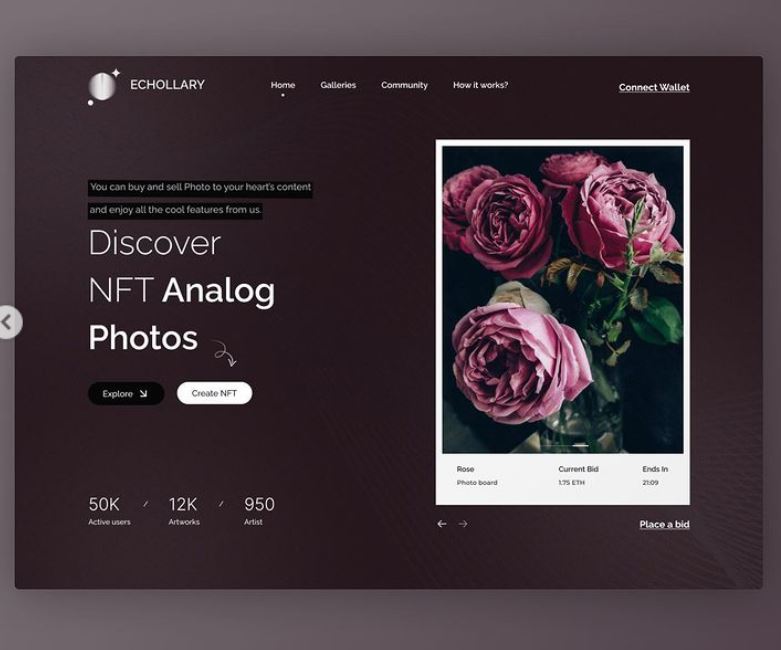 ECHOLLARY
Home Galleries Community How it works?
Connect Wallet
You can buy and sell Photo to your heart's content
and enjoy all the cool features from us.
Discover
NFT Analog
Photos
Explore Create NFT
50K / 12K / 950
Active users Artworks Artist
Rose Current Bid Ends In
Photo board 1.75 ETH 21:09
Place a bid